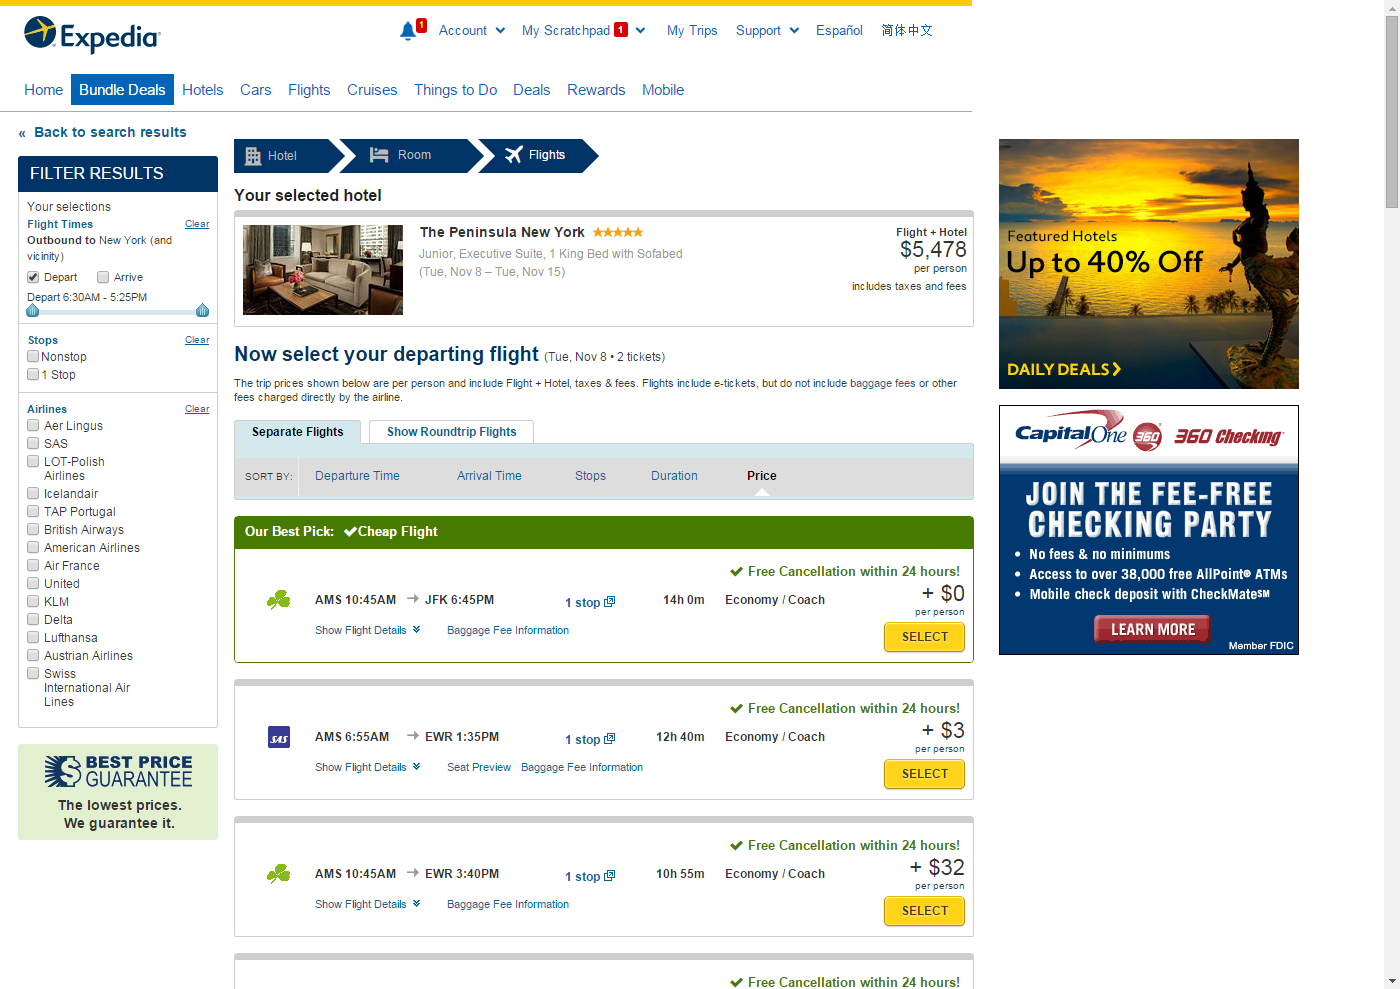 Expedia
1
Account
My Scratchpad 1
My Trips
Support
Español
简体中文
Home
Bundle Deals
Hotels
Cars
Flights
Cruises
Things to Do
Deals
Rewards
Mobile
« Back to search results
FILTER RESULTS
Your selections
Flight Times Clear
Outbound to New York (and
vicinity)
Depart Arrive
Depart 6:30AM - 5:25PM
Stops Clear
Nonstop
1 Stop
Airlines Clear
Aer Lingus
SAS
LOT-Polish
Airlines
Icelandair
TAP Portugal
British Airways
American Airlines
Air France
United
KLM
Delta
Lufthansa
Austrian Airlines
Swiss
International Air
Lines
BEST PRICE
GUARANTEE
The lowest prices.
We guarantee it.
Hotel
Room
Flights
Your selected hotel
The Peninsula New York
Junior, Executive Suite, 1 King Bed with Sofabed
(Tue, Nov 8 – Tue, Nov 15)
Flight + Hotel
$5,478
per person
includes taxes and fees
Now select your departing flight (Tue, Nov 8 • 2 tickets)
The trip prices shown below are per person and include Flight + Hotel, taxes & fees. Flights include e-tickets, but do not include baggage fees or other
fees charged directly by the airline.
Separate Flights
Show Roundtrip Flights
SORT BY: Departure Time Arrival Time Stops Duration Price
Our Best Pick: Cheap Flight
Free Cancellation within 24 hours!
AMS 10:45AM JFK 6:45PM 1 stop 14h 0m Economy / Coach + $0
per person
Show Flight Details Baggage Fee Information
SELECT
Free Cancellation within 24 hours!
SAS
AMS 6:55AM EWR 1:35PM 1 stop 12h 40m Economy / Coach + $3
per person
Show Flight Details Seat Preview Baggage Fee Information
SELECT
Free Cancellation within 24 hours!
AMS 10:45AM EWR 3:40PM 1 stop 10h 55m Economy / Coach + $32
per person
Show Flight Details Baggage Fee Information
SELECT
Free Cancellation within 24 hours!
Featured Hotels
Up to 40% Off
DAILY DEALS
Capital One 360 360 Checking
JOIN THE FEE-FREE
CHECKING PARTY
• No fees & no minimums
• Access to over 38,000 free AllPoint® ATMs
• Mobile check deposit with CheckMate℠
LEARN MORE
Member FDIC